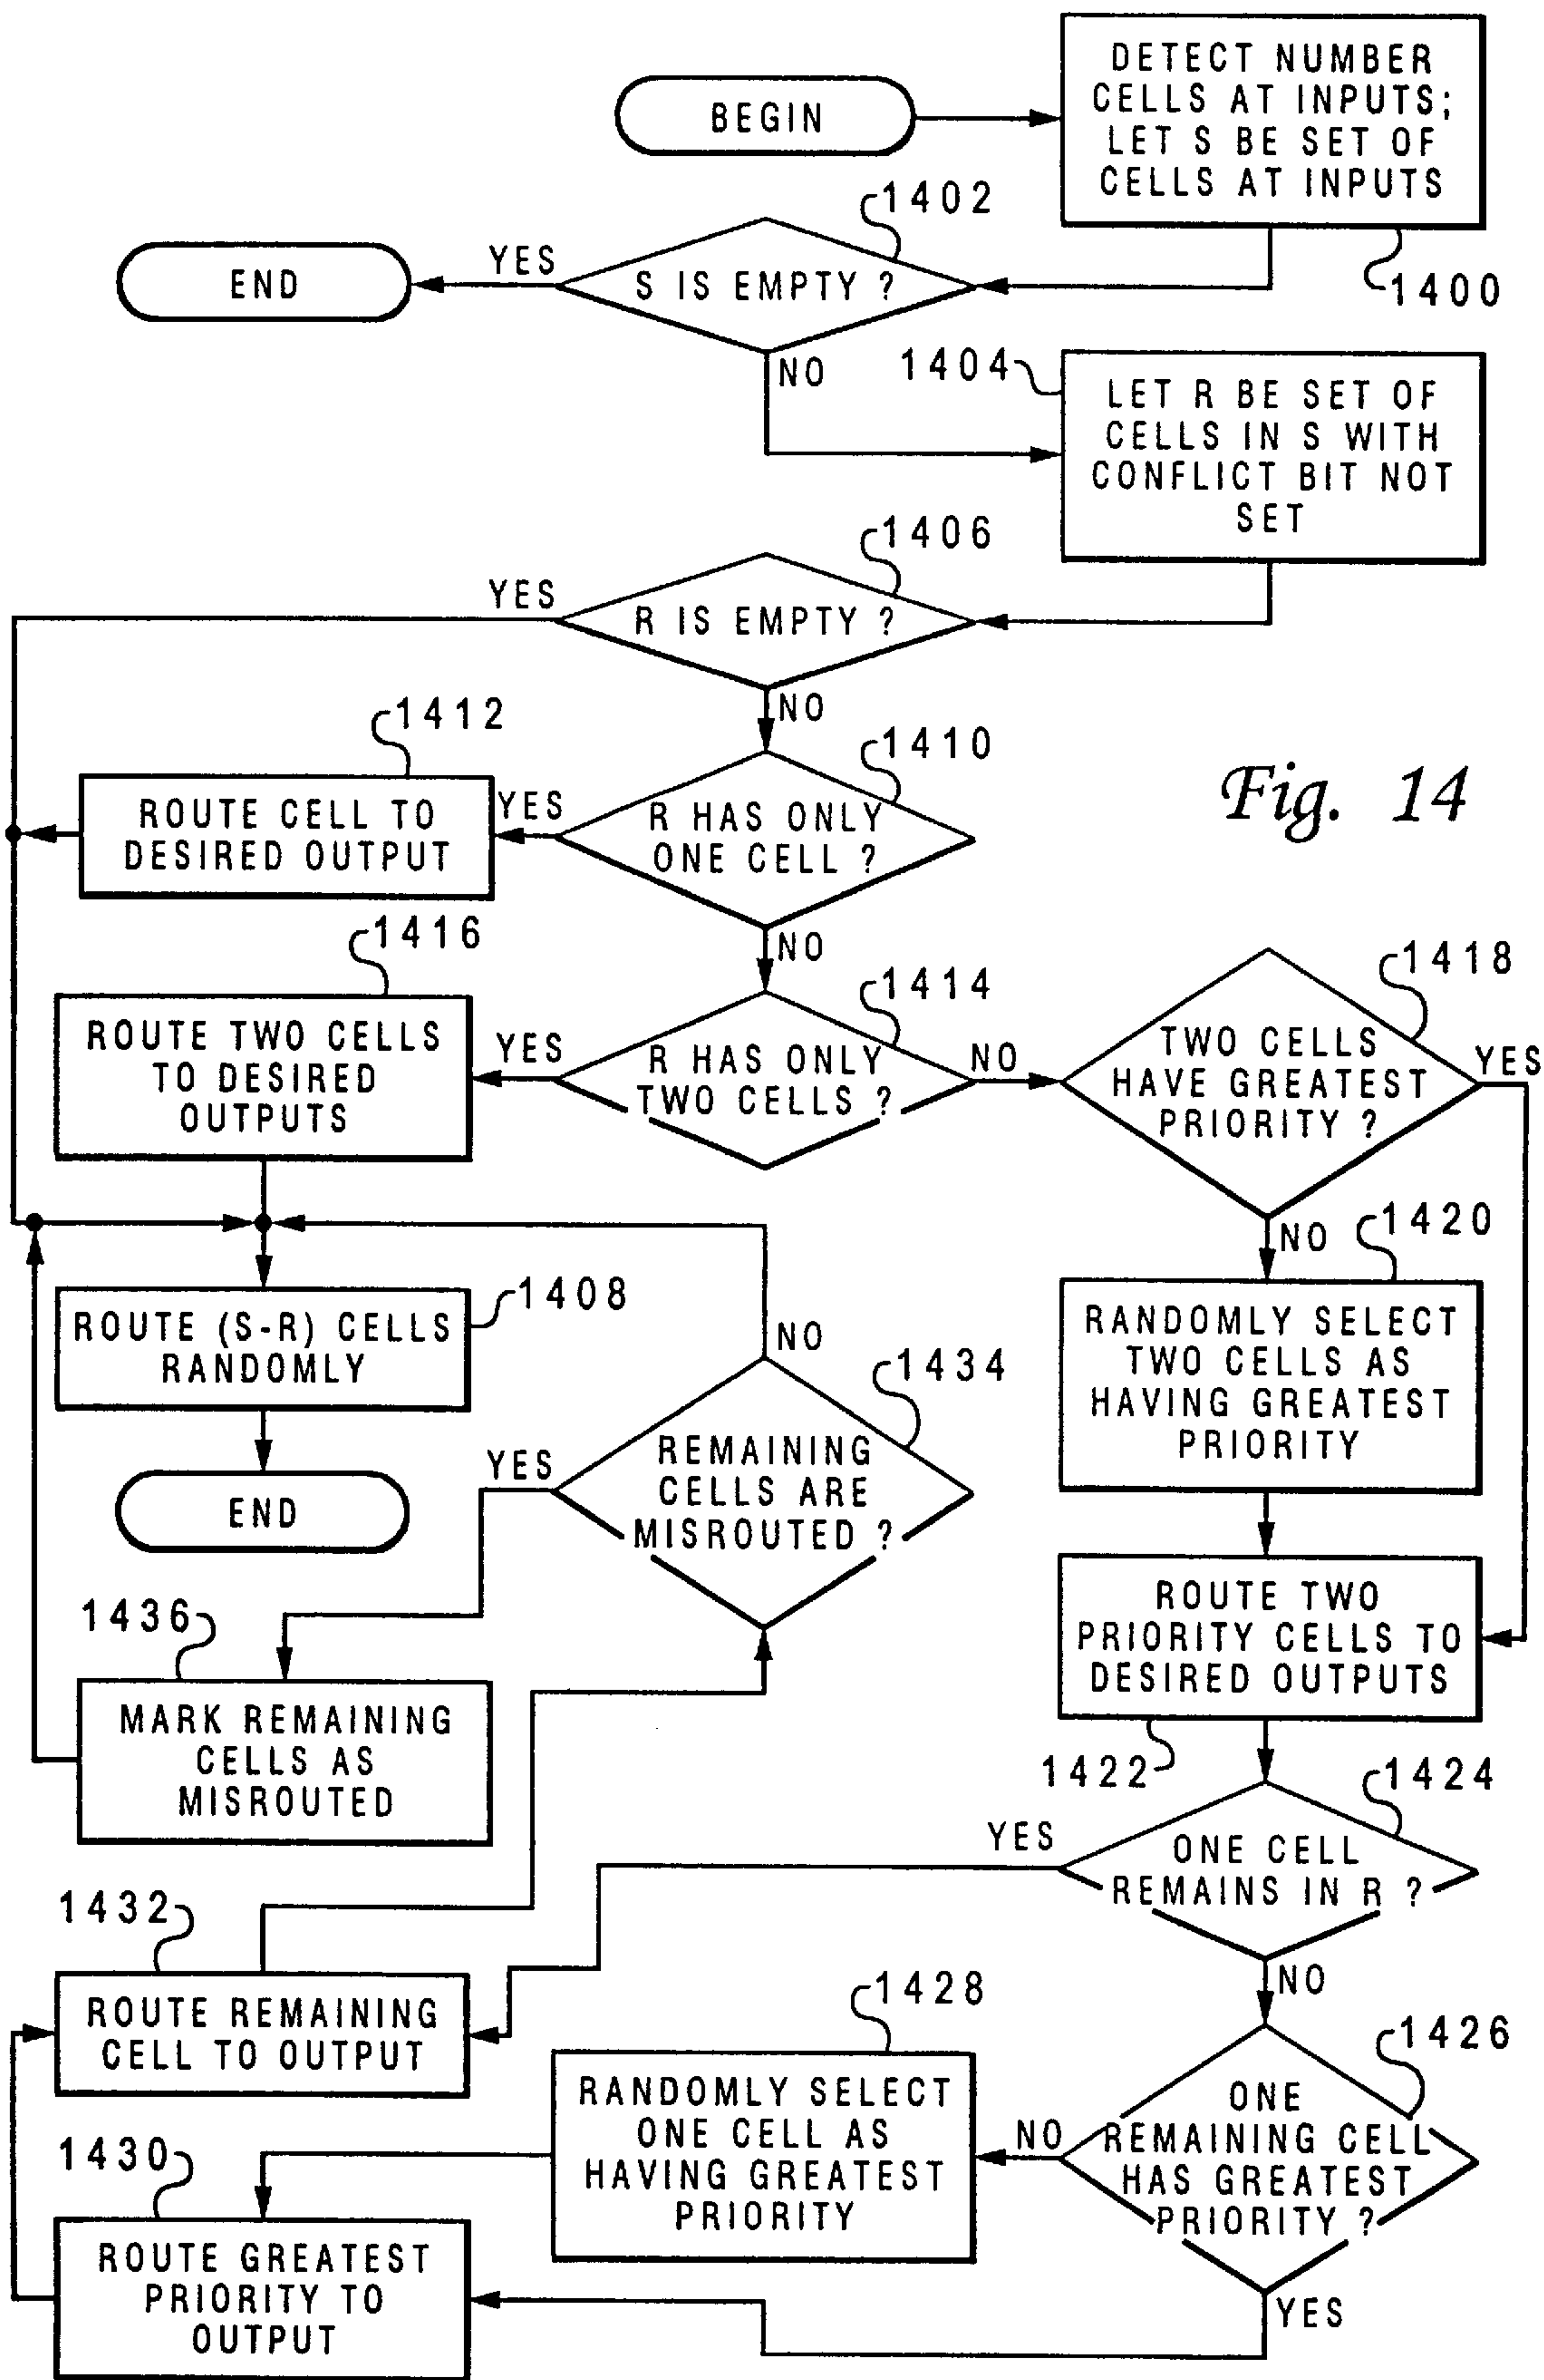 BEGIN
DETECT NUMBER
CELLS AT INPUTS;
LET S BE SET OF
CELLS AT INPUTS
1400
1402
S IS EMPTY ?
YES
END
NO
1404
LET R BE SET OF
CELLS IN S WITH
CONFLICT BIT NOT
SET
1406
R IS EMPTY ?
YES
NO
1410
R HAS ONLY
ONE CELL ?
YES
1412
ROUTE CELL TO
DESIRED OUTPUT
Fig. 14
NO
1414
R HAS ONLY
TWO CELLS ?
YES
1416
ROUTE TWO CELLS
TO DESIRED
OUTPUTS
NO
1418
TWO CELLS
HAVE GREATEST
PRIORITY ?
YES
NO
1420
RANDOMLY SELECT
TWO CELLS AS
HAVING GREATEST
PRIORITY
1408
ROUTE (S-R) CELLS
RANDOMLY
END
NO
1434
REMAINING
CELLS ARE
MISROUTED ?
YES
1436
MARK REMAINING
CELLS AS
MISROUTED
ROUTE TWO
PRIORITY CELLS TO
DESIRED OUTPUTS
1422
1424
ONE CELL
REMAINS IN R ?
YES
NO
1432
ROUTE REMAINING
CELL TO OUTPUT
1426
ONE
REMAINING CELL
HAS GREATEST
PRIORITY ?
NO
YES
1428
RANDOMLY SELECT
ONE CELL AS
HAVING GREATEST
PRIORITY
1430
ROUTE GREATEST
PRIORITY TO
OUTPUT